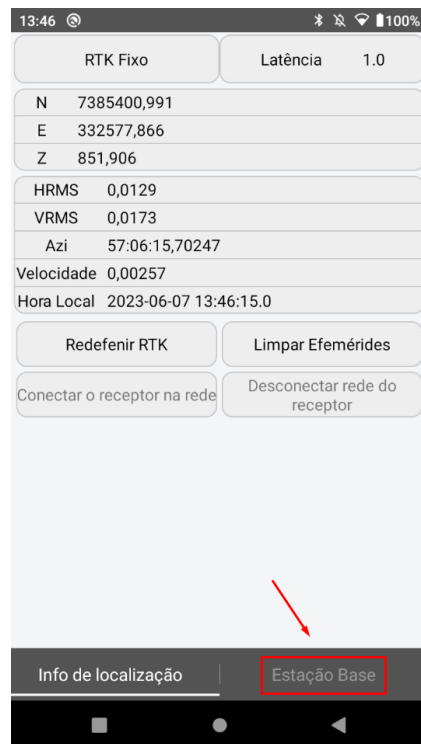 13:46 100%
RTK Fixo Latência 1.0
N 7385400,991
E 332577,866
Z 851,906
HRMS 0,0129
VRMS 0,0173
Azi 57:06:15,70247
Velocidade 0,00257
Hora Local 2023-06-07 13:46:15.0
Redefenir RTK Limpar Efemérides
Conectar o receptor na rede Desconectar rede do
receptor
Info de localização Estação Base